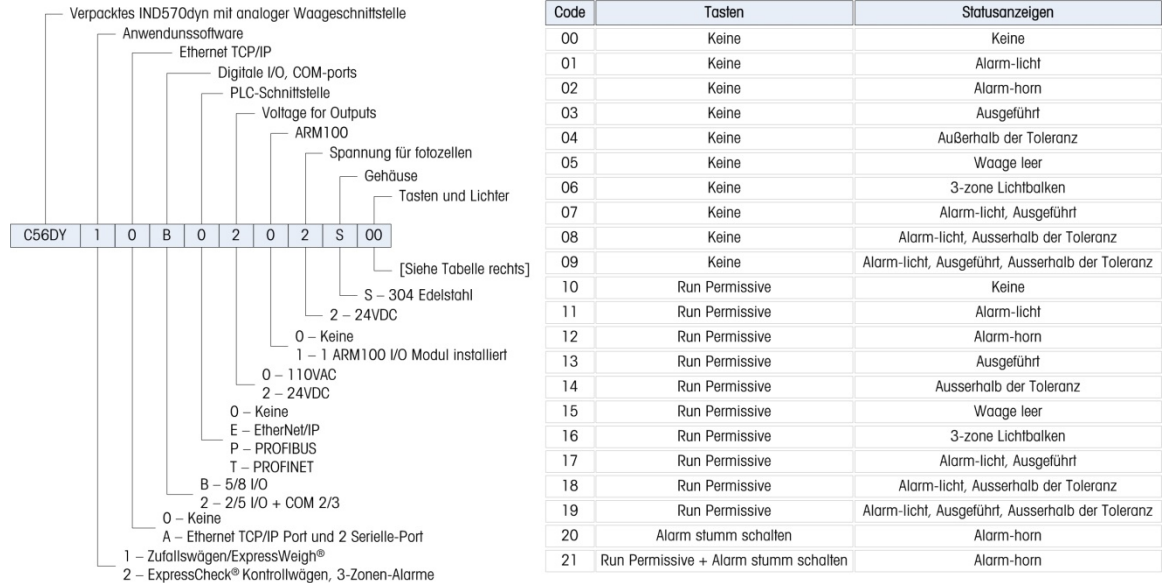 Verpacktes IND570dyn mit analoger Waageschnittstelle
Anwendunssoftware
Ethernet TCP/IP
Digitale I/O, COM-ports
PLC-Schnittstelle
Voltage for Outputs
ARM100
Spannung für fotozellen
Gehäuse
Tasten und Lichter
C56DY 1 0 B 0 2 0 2 S 00
[Siehe Tabelle rechts]
S – 304 Edelstahl
2 – 24VDC
0 – Keine
1 – 1 ARM100 I/O Modul installiert
0 – 110VAC
2 – 24VDC
0 – Keine
E – EtherNet/IP
P – PROFIBUS
T – PROFINET
B – 5/8 I/O
2 – 2/5 I/O + COM 2/3
0 – Keine
A – Ethernet TCP/IP Port und 2 Serielle-Port
1 – Zufallswägen/ExpressWeigh®
2 – ExpressCheck® Kontrollwägen, 3-Zonen-Alarme
Code Tasten Statusanzeigen
00 Keine Keine
01 Keine Alarm-licht
02 Keine Alarm-horn
03 Keine Ausgeführt
04 Keine Außerhalb der Toleranz
05 Keine Waage leer
06 Keine 3-zone Lichtbalken
07 Keine Alarm-licht, Ausgeführt
08 Keine Alarm-licht, Ausserhalb der Toleranz
09 Keine Alarm-licht, Ausgeführt, Ausserhalb der Toleranz
10 Run Permissive Keine
11 Run Permissive Alarm-licht
12 Run Permissive Alarm-horn
13 Run Permissive Ausgeführt
14 Run Permissive Ausserhalb der Toleranz
15 Run Permissive Waage leer
16 Run Permissive 3-zone Lichtbalken
17 Run Permissive Alarm-licht, Ausgeführt
18 Run Permissive Alarm-licht, Ausserhalb der Toleranz
19 Run Permissive Alarm-licht, Ausgeführt, Ausserhalb der Toleranz
20 Alarm stumm schalten Alarm-horn
21 Run Permissive + Alarm stumm schalten Alarm-horn